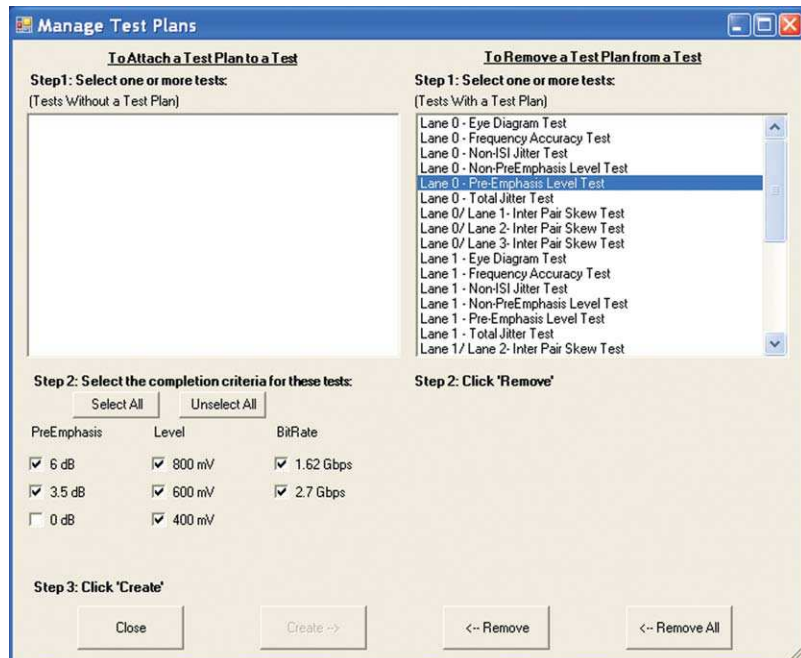 Manage Test Plans
To Attach a Test Plan to a Test
Step1: Select one or more tests:
(Tests Without a Test Plan)
To Remove a Test Plan from a Test
Step 1: Select one or more tests:
(Tests With a Test Plan)
Lane 0 - Eye Diagram Test
Lane 0 - Frequency Accuracy Test
Lane 0 - Non-ISI Jitter Test
Lane 0 - Non-PreEmphasis Level Test
Lane 0 - Pre-Emphasis Level Test
Lane 0 - Total Jitter Test
Lane 0/ Lane 1- Inter Pair Skew Test
Lane 0/ Lane 2- Inter Pair Skew Test
Lane 0/ Lane 3- Inter Pair Skew Test
Lane 1 - Eye Diagram Test
Lane 1 - Frequency Accuracy Test
Lane 1 - Non-ISI Jitter Test
Lane 1 - Non-PreEmphasis Level Test
Lane 1 - Pre-Emphasis Level Test
Lane 1 - Total Jitter Test
Lane 1/ Lane 2- Inter Pair Skew Test
Step 2: Select the completion criteria for these tests:
Select All
Unselect All
PreEmphasis
Level
BitRate
6 dB
800 mV
1.62 Gbps
3.5 dB
600 mV
2.7 Gbps
0 dB
400 mV
Step 2: Click 'Remove'
Step 3: Click 'Create'
Close
Create -->
<-- Remove
<-- Remove All